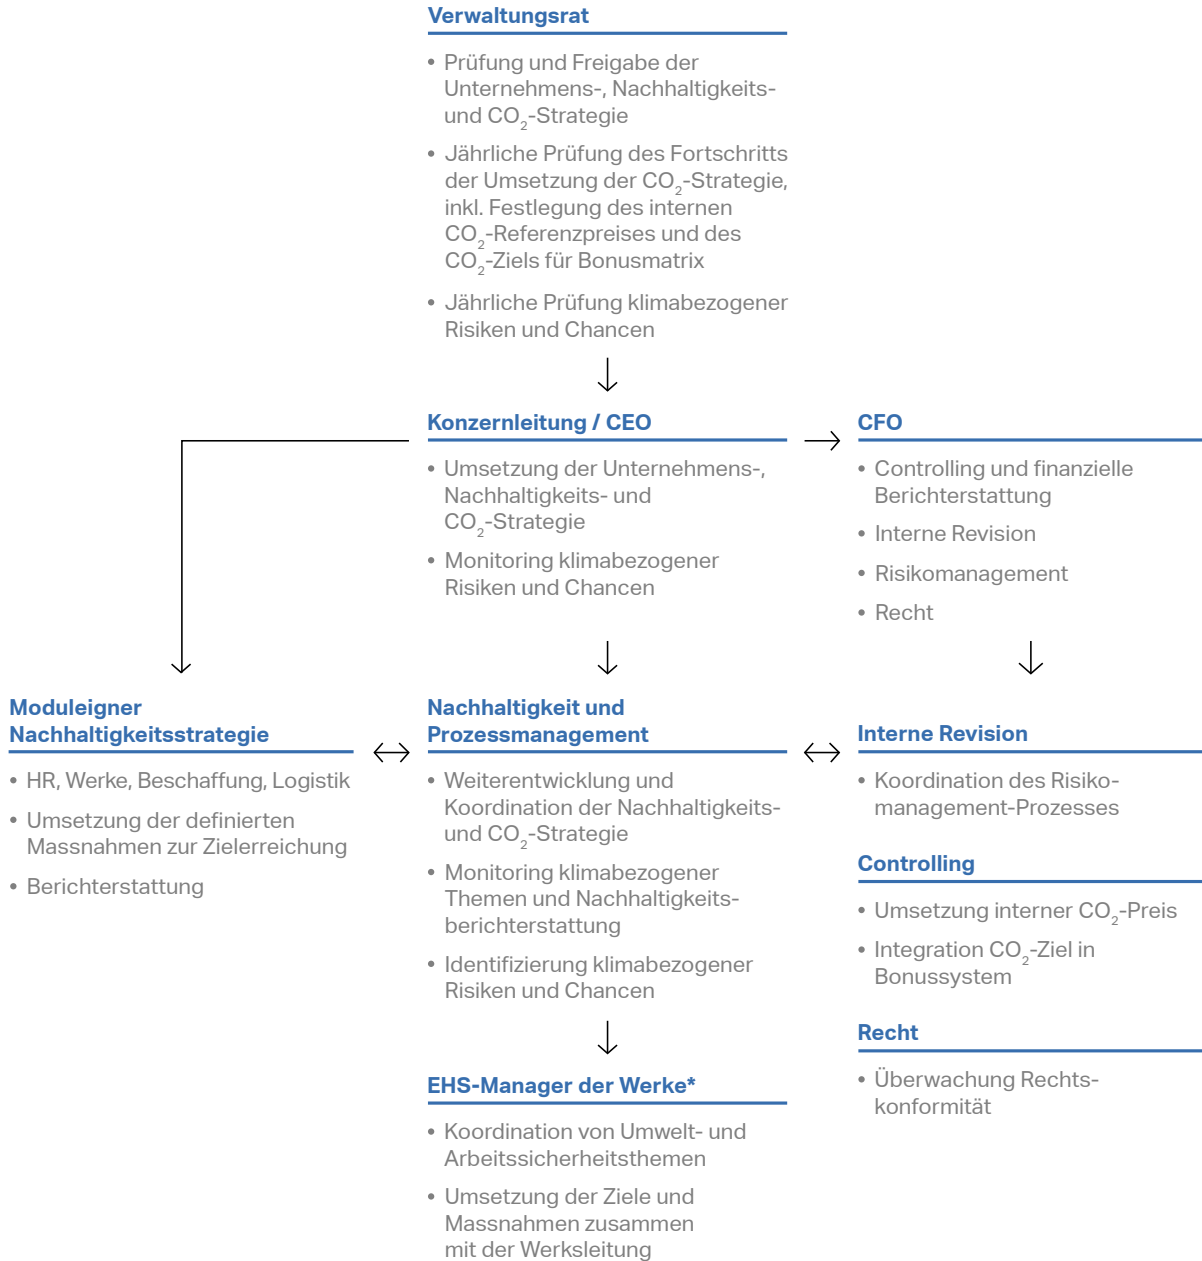 Verwaltungsrat
• Prüfung und Freigabe der
Unternehmens-, Nachhaltigkeits-
und CO₂-Strategie
• Jährliche Prüfung des Fortschritts
der Umsetzung der CO₂-Strategie,
inkl. Festlegung des internen
CO₂-Referenzpreises und des
CO₂-Ziels für Bonusmatrix
• Jährliche Prüfung klimabezogener
Risiken und Chancen
Konzernleitung / CEO
• Umsetzung der Unternehmens-,
Nachhaltigkeits- und
CO₂-Strategie
• Monitoring klimabezogener
Risiken und Chancen
CFO
• Controlling und finanzielle
Berichterstattung
• Interne Revision
• Risikomanagement
• Recht
Moduleigner
Nachhaltigkeitsstrategie
• HR, Werke, Beschaffung, Logistik
• Umsetzung der definierten
Massnahmen zur Zielerreichung
• Berichterstattung
Nachhaltigkeit und
Prozessmanagement
• Weiterentwicklung und
Koordination der Nachhaltigkeits-
und CO₂-Strategie
• Monitoring klimabezogener
Themen und Nachhaltigkeits-
berichterstattung
• Identifizierung klimabezogener
Risiken und Chancen
Interne Revision
• Koordination des Risiko-
management-Prozesses
Controlling
• Umsetzung interner CO₂-Preis
• Integration CO₂-Ziel in
Bonussystem
Recht
• Überwachung Rechts-
konformität
EHS-Manager der Werke*
• Koordination von Umwelt- und
Arbeitssicherheitsthemen
• Umsetzung der Ziele und
Massnahmen zusammen
mit der Werksleitung